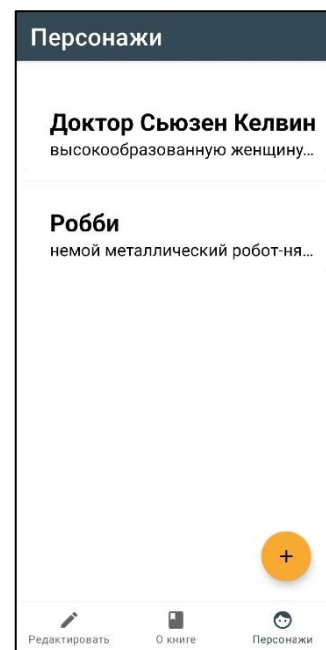 Персонажи
Доктор Сьюзен Келвин
высокообразованную женщину...
Робби
немой металлический робот-ня...
+
Редактировать О книге Персонажи